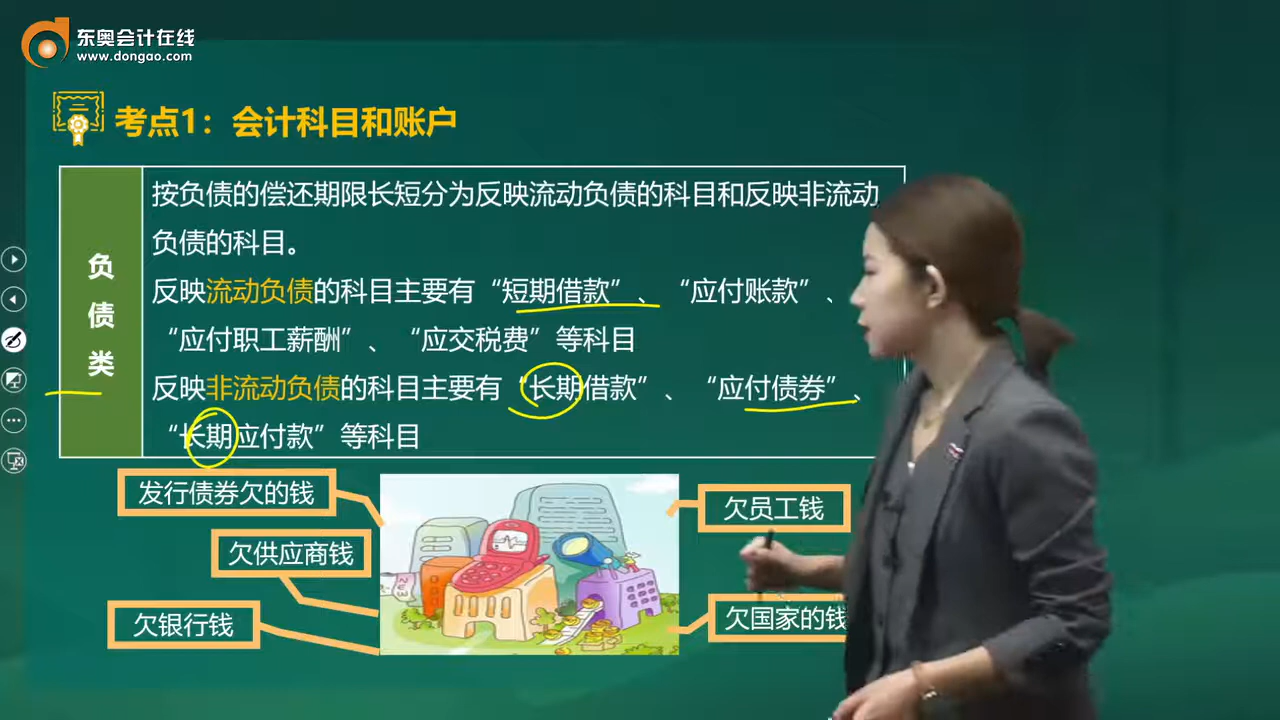 东奥会计在线
www.dongao.com
考点1：会计科目和账户
负债类
按负债的偿还期限长短分为反映流动负债的科目和反映非流动
负债的科目。
反映流动负债的科目主要有“短期借款”、“应付账款”、
“应付职工薪酬”、“应交税费”等科目
反映非流动负债的科目主要有“长期借款”、“应付债券”、
“长期应付款”等科目
发行债券欠的钱
欠员工钱
欠供应商钱
欠银行钱
欠国家的钱